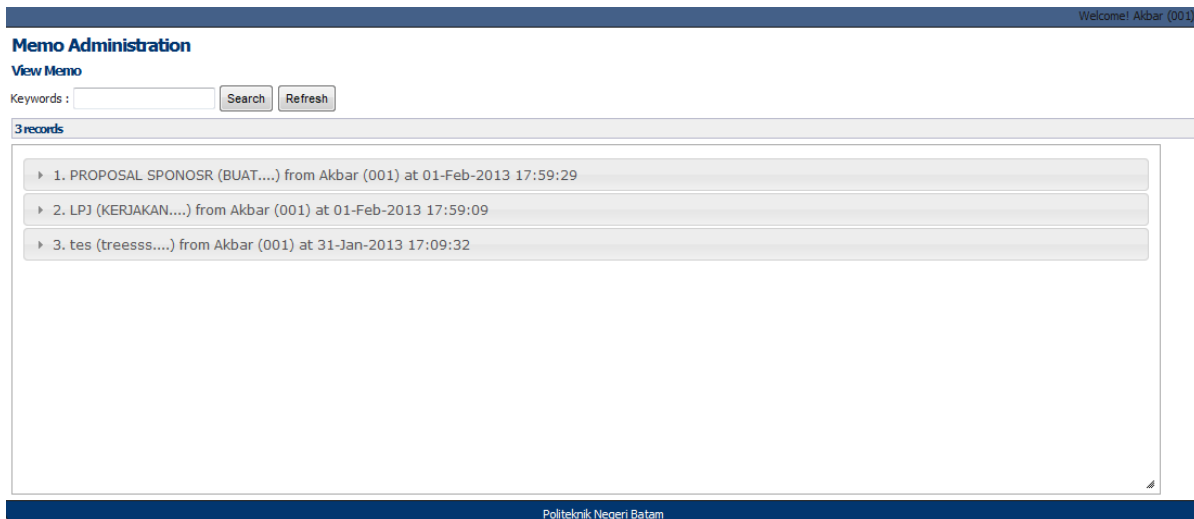 Welcome! Akbar (001)
Memo Administration
View Memo
Keywords : Search Refresh
3 records
1. PROPOSAL SPONOSR (BUAT....) from Akbar (001) at 01-Feb-2013 17:59:29
2. LPJ (KERJAKAN....) from Akbar (001) at 01-Feb-2013 17:59:09
3. tes (treesss....) from Akbar (001) at 31-Jan-2013 17:09:32
Politeknik Negeri Batam